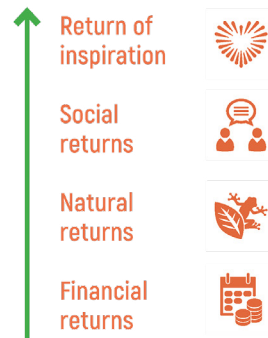 Return of
inspiration
Social
returns
Natural
returns
Financial
returns